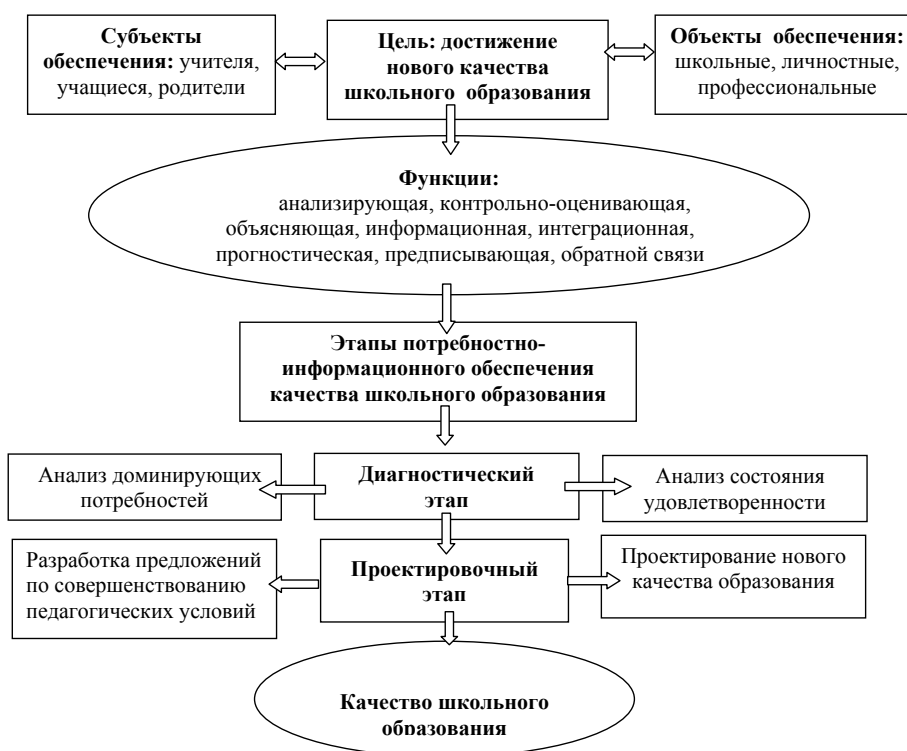 Субъекты
обеспечения: учителя,
учащиеся, родители
Цель: достижение
нового качества
школьного образования
Объекты обеспечения:
школьные, личностные,
профессиональные
Функции:
анализирующая, контрольно-оценивающая,
объясняющая, информационная, интеграционная,
прогностическая, предписывающая, обратной связи
Этапы потребностно-
информационного обеспечения
качества школьного образования
Анализ доминирующих
потребностей
Диагностический
этап
Анализ состояния
удовлетворенности
Разработка предложений
по совершенствованию
педагогических условий
Проектировочный
этап
Проектирование нового
качества образования
Качество школьного
образования